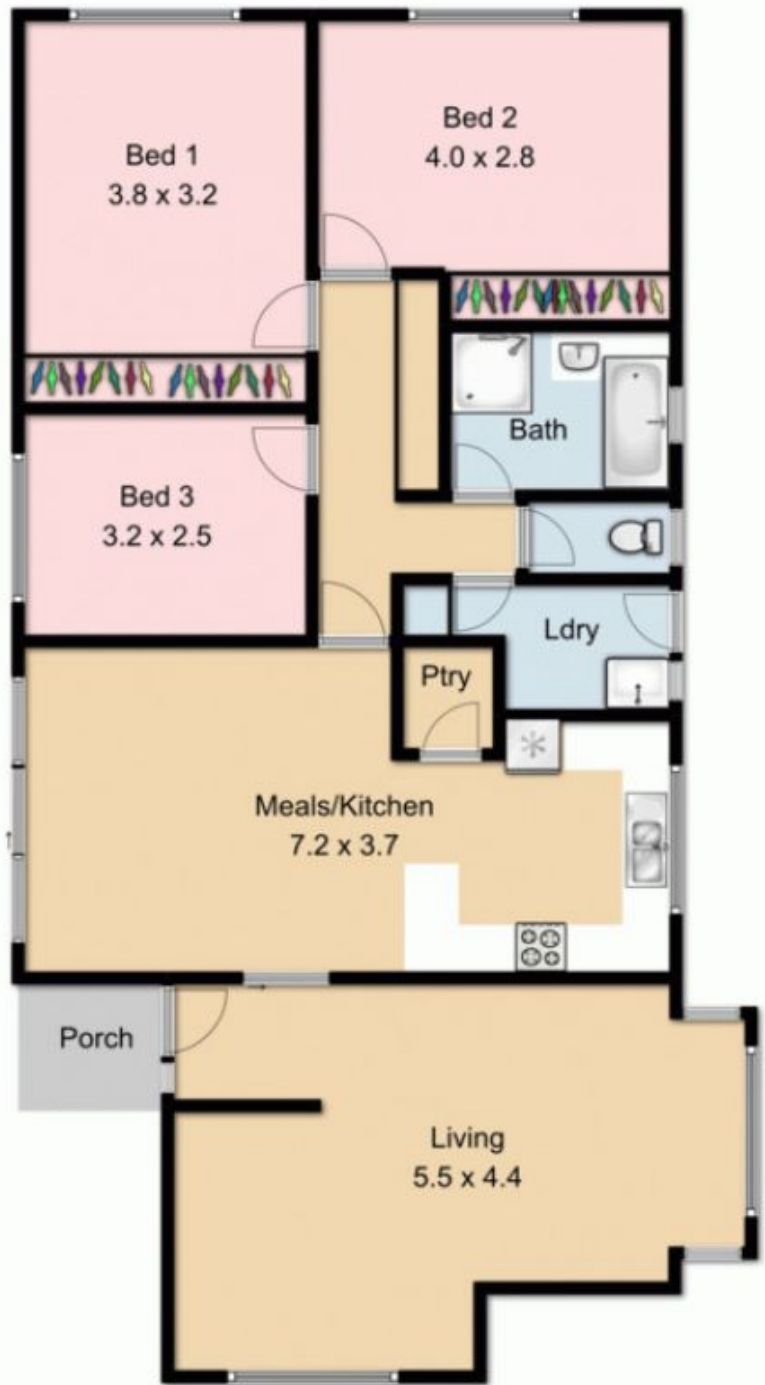 Bed 1
3.8 x 3.2
Bed 2
4.0 x 2.8
Bath
Bed 3
3.2 x 2.5
Ldry
Ptry
Meals/Kitchen
7.2 x 3.7
Porch
Living
5.5 x 4.4